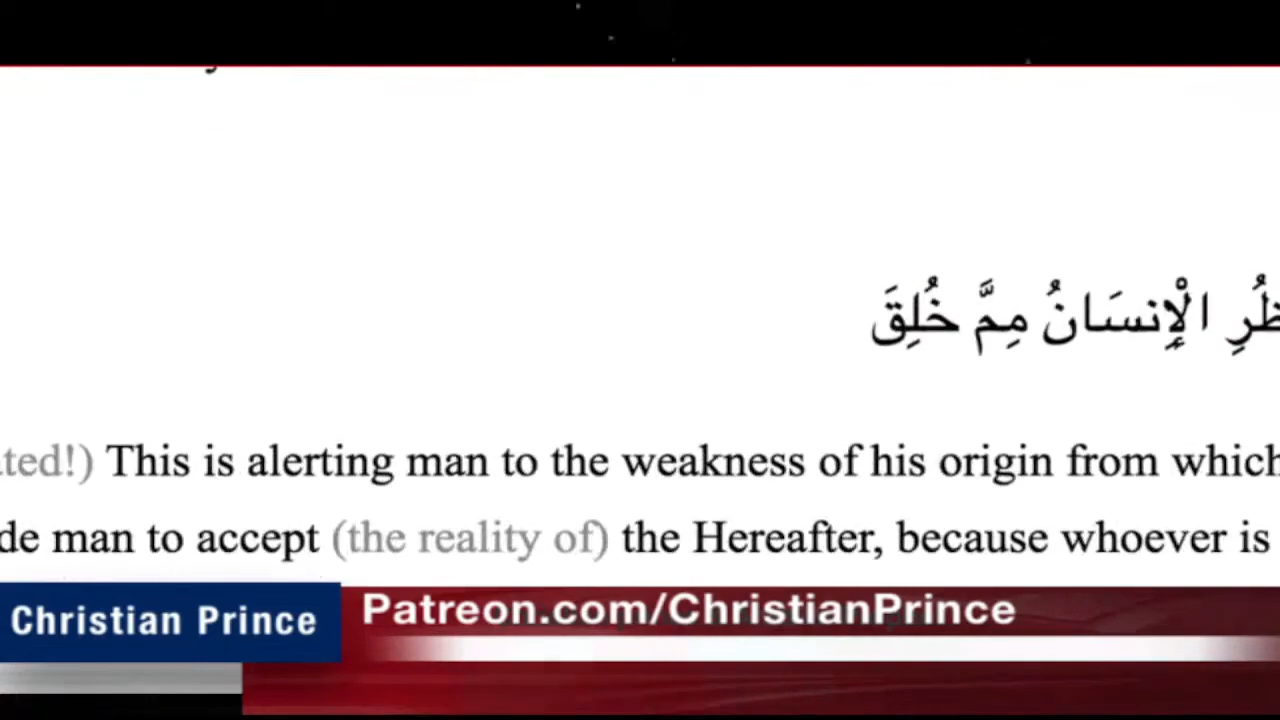 ظُرِ الْإِنسَانُ مِمَّ خُلِقَ
ated!) This is alerting man to the weakness of his origin from which
de man to accept (the reality of) the Hereafter, because whoever is
Christian Prince
Patreon.com/ChristianPrince